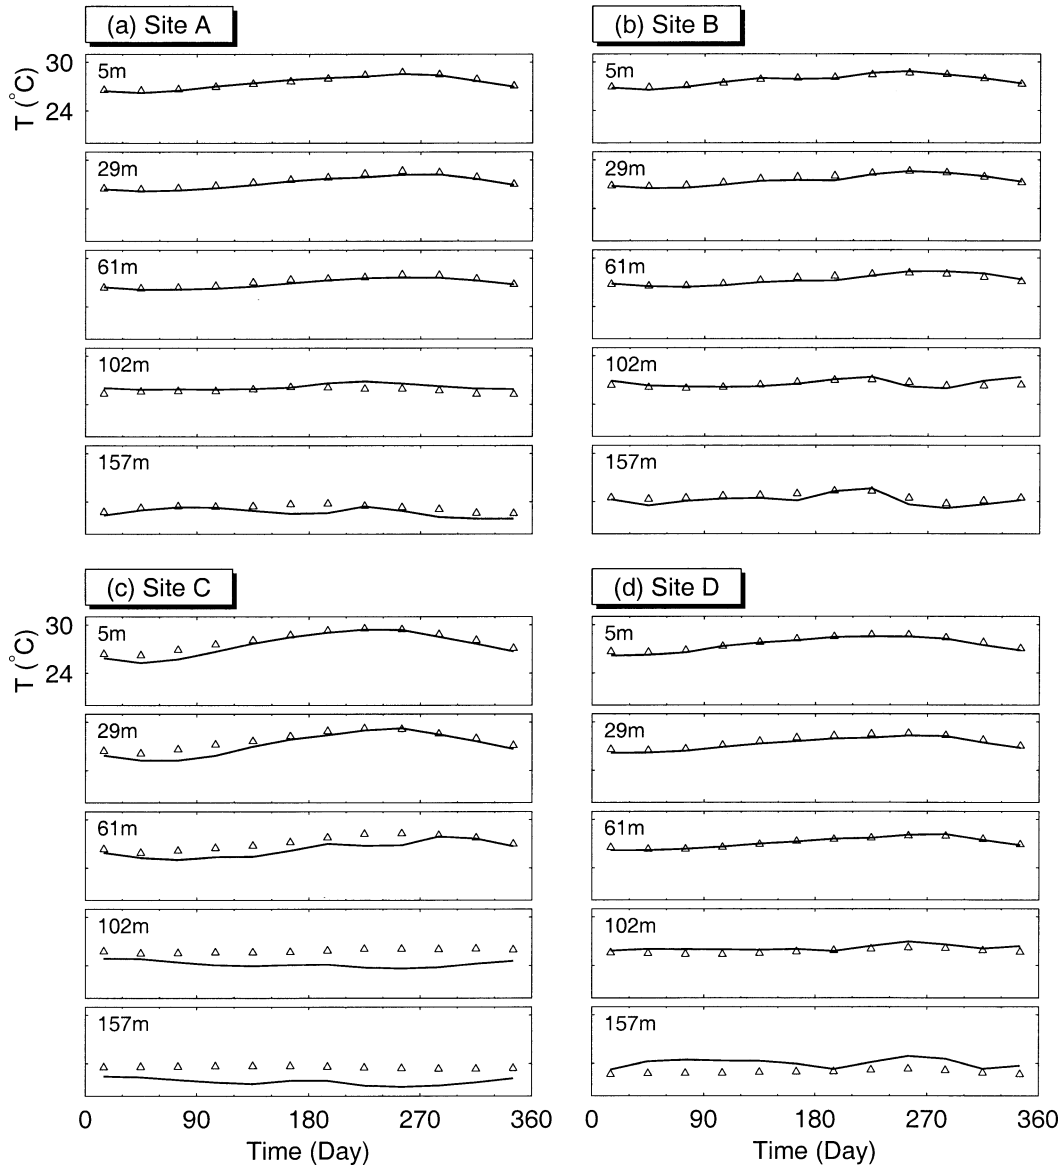 (a) Site A
(b) Site B
T (°C)
30
24
5m
29m
61m
102m
157m
5m
29m
61m
102m
157m
(c) Site C
(d) Site D
T (°C)
30
24
5m
29m
61m
102m
157m
5m
29m
61m
102m
157m
0 90 180 270 360
0 90 180 270 360
Time (Day)
Time (Day)